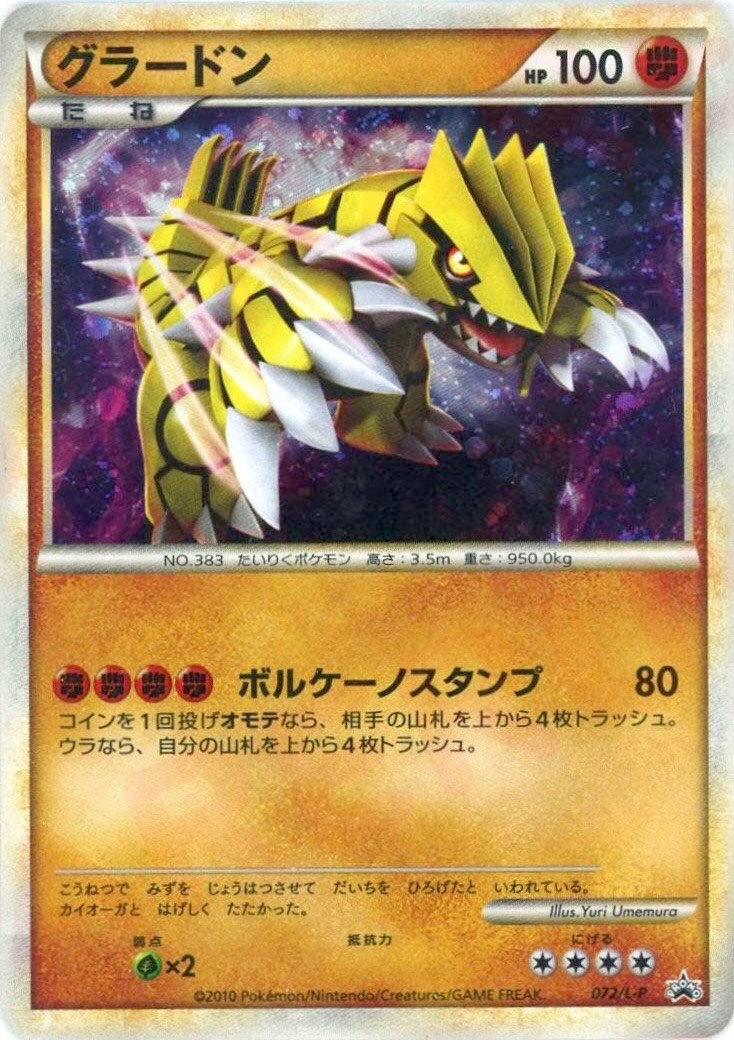 グラードン
HP 100
たね
NO.383 たいりくポケモン 高さ：3.5m 重さ：950.0kg
ボルケーノスタンプ 80
コインを1回投げオモテなら、相手の山札を上から4枚トラッシュ。
ウラなら、自分の山札を上から4枚トラッシュ。
こうねつで みずを じょうはつさせて だいちを ひろげたと いわれている。
カイオーガと はげしく たたかった。
Illus.Yuri Umemura
弱点 抵抗力 にげる
×2
©2010 Pokémon/Nintendo/Creatures/GAME FREAK. 072/L-P
PROMO